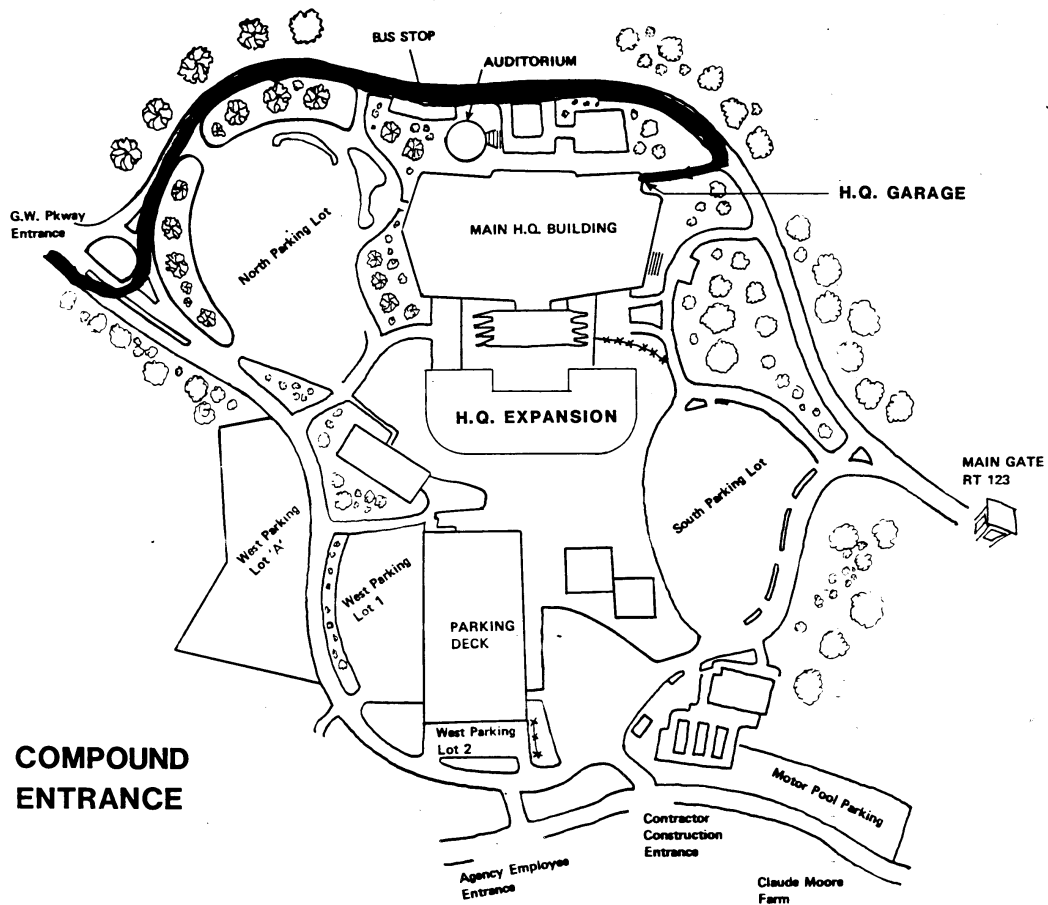 BJS STOP
AUDITORIUM
H.Q. GARAGE
G.W. Pkway
Entrance
MAIN H.Q. BUILDING
North Parking Lot
H.Q. EXPANSION
MAIN GATE
RT 123
South Parking Lot
West Parking
Lot 'A'
West Parking
Lot 1
PARKING
DECK
West Parking
Lot 2
COMPOUND
ENTRANCE
Motor Pool Parking
Contractor
Construction
Entrance
Agency Employee
Entrance
Claude Moore
Farm